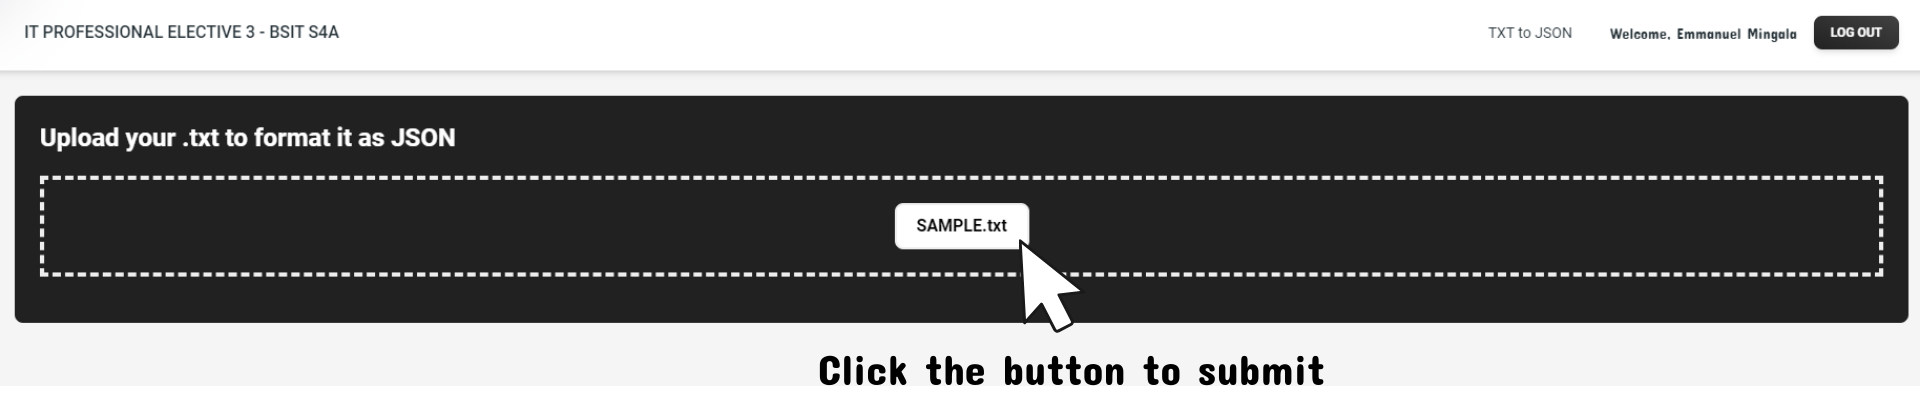 IT PROFESSIONAL ELECTIVE 3 - BSIT S4A
TXT to JSON
Welcome, Emmanuel Mingala
LOG OUT
Upload your .txt to format it as JSON
SAMPLE.txt
Click the button to submit